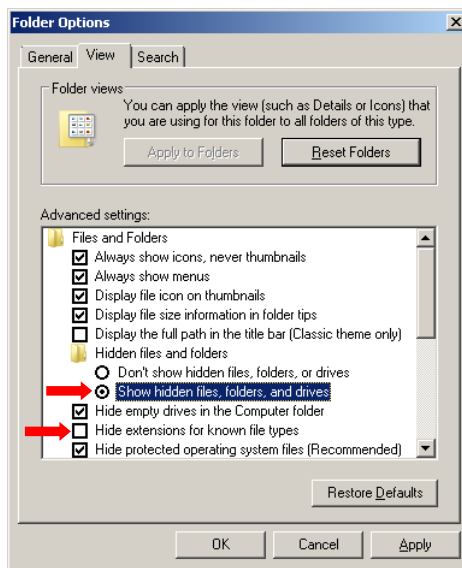 Folder Options
General View Search
Folder views
You can apply the view (such as Details or Icons) that
you are using for this folder to all folders of this type.
Apply to Folders Reset Folders
Advanced settings:
Files and Folders
Always show icons, never thumbnails
Always show menus
Display file icon on thumbnails
Display file size information in folder tips
Display the full path in the title bar (Classic theme only)
Hidden files and folders
Don't show hidden files, folders, or drives
Show hidden files, folders, and drives
Hide empty drives in the Computer folder
Hide extensions for known file types
Hide protected operating system files (Recommended)
Restore Defaults
OK Cancel Apply